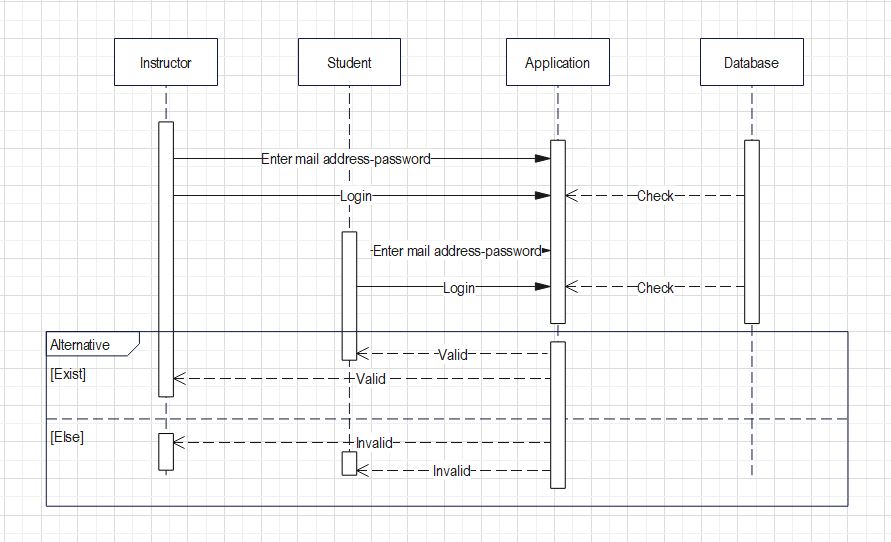 Instructor
Student
Application
Database
Enter mail address-password
Login
Check
Enter mail address-password
Login
Check
Alternative
Valid
[Exist]
Valid
[Else]
Invalid
Invalid